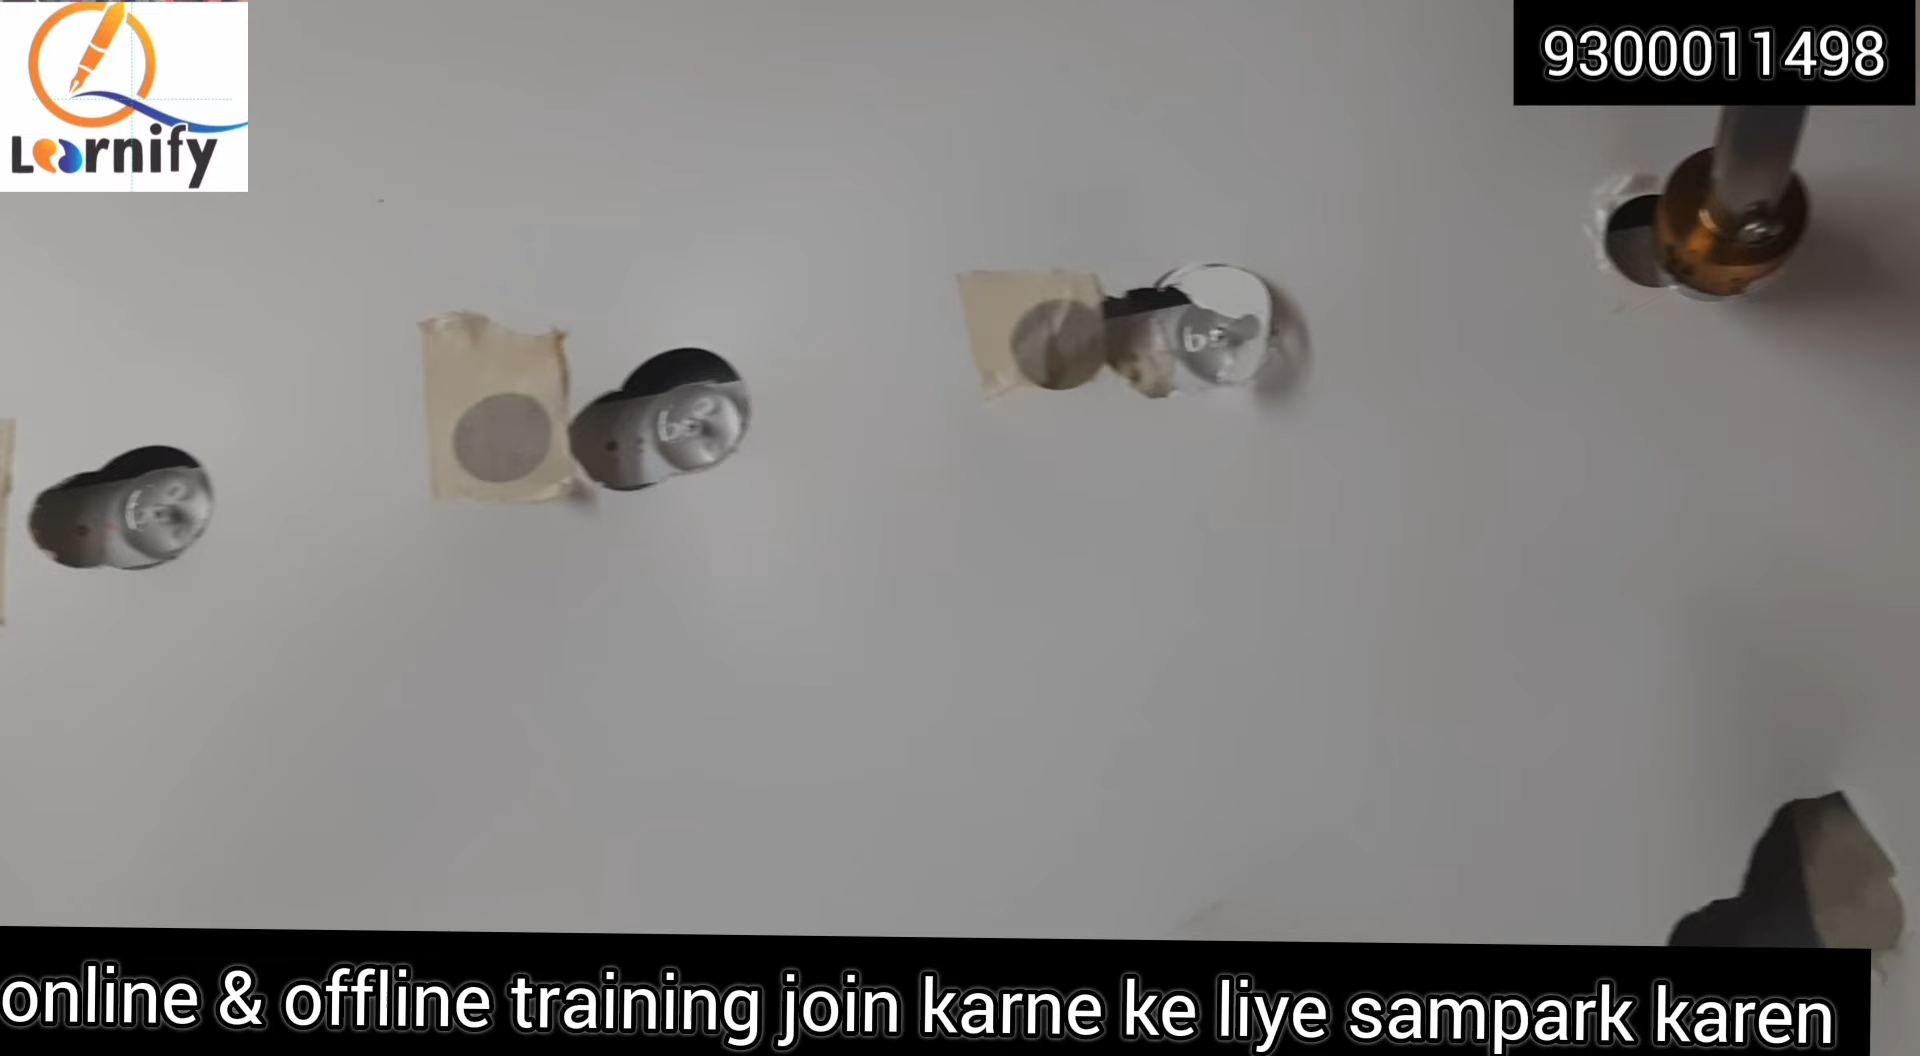 Learnify
9300011498
online & offline training join karne ke liye sampark karen